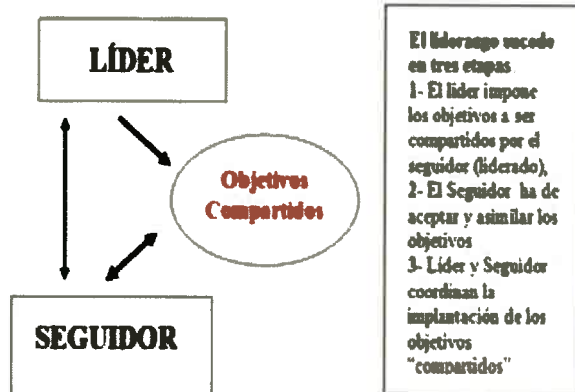 LÍDER
Objetivos
Compartidos
SEGUIDOR
El liderazgo sucede
en tres etapas
1- El líder impone
los objetivos a ser
compartidos por el
seguidor (liderado),
2- El Seguidor ha de
aceptar y asimilar los
objetivos
3- Líder y Seguidor
coordinan la
implantación de los
objetivos
"compartidos"